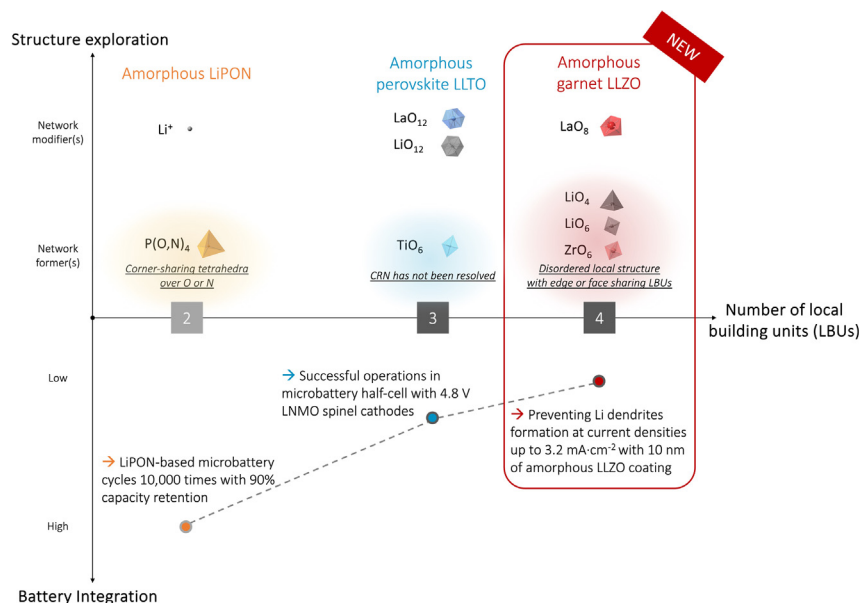 Structure exploration
NEW
Amorphous LiPON
Amorphous
perovskite LLTO
Amorphous
garnet LLZO
Network
modifier(s)
Li⁺
LaO₁₂
LiO₁₂
LaO₈
Network
former(s)
P(O,N)₄
Corner-sharing tetrahedra
over O or N
TiO₆
CRN has not been resolved
LiO₄
LiO₆
ZrO₆
Disordered local structure
with edge or face sharing LBUs
2
3
4
Number of local
building units (LBUs)
Low
→ Successful operations in
microbattery half-cell with 4.8 V
LNMO spinel cathodes
→ Preventing Li dendrites
formation at current densities
up to 3.2 mA·cm⁻² with 10 nm
of amorphous LLZO coating
→ LiPON-based microbattery
cycles 10,000 times with 90%
capacity retention
High
Battery Integration